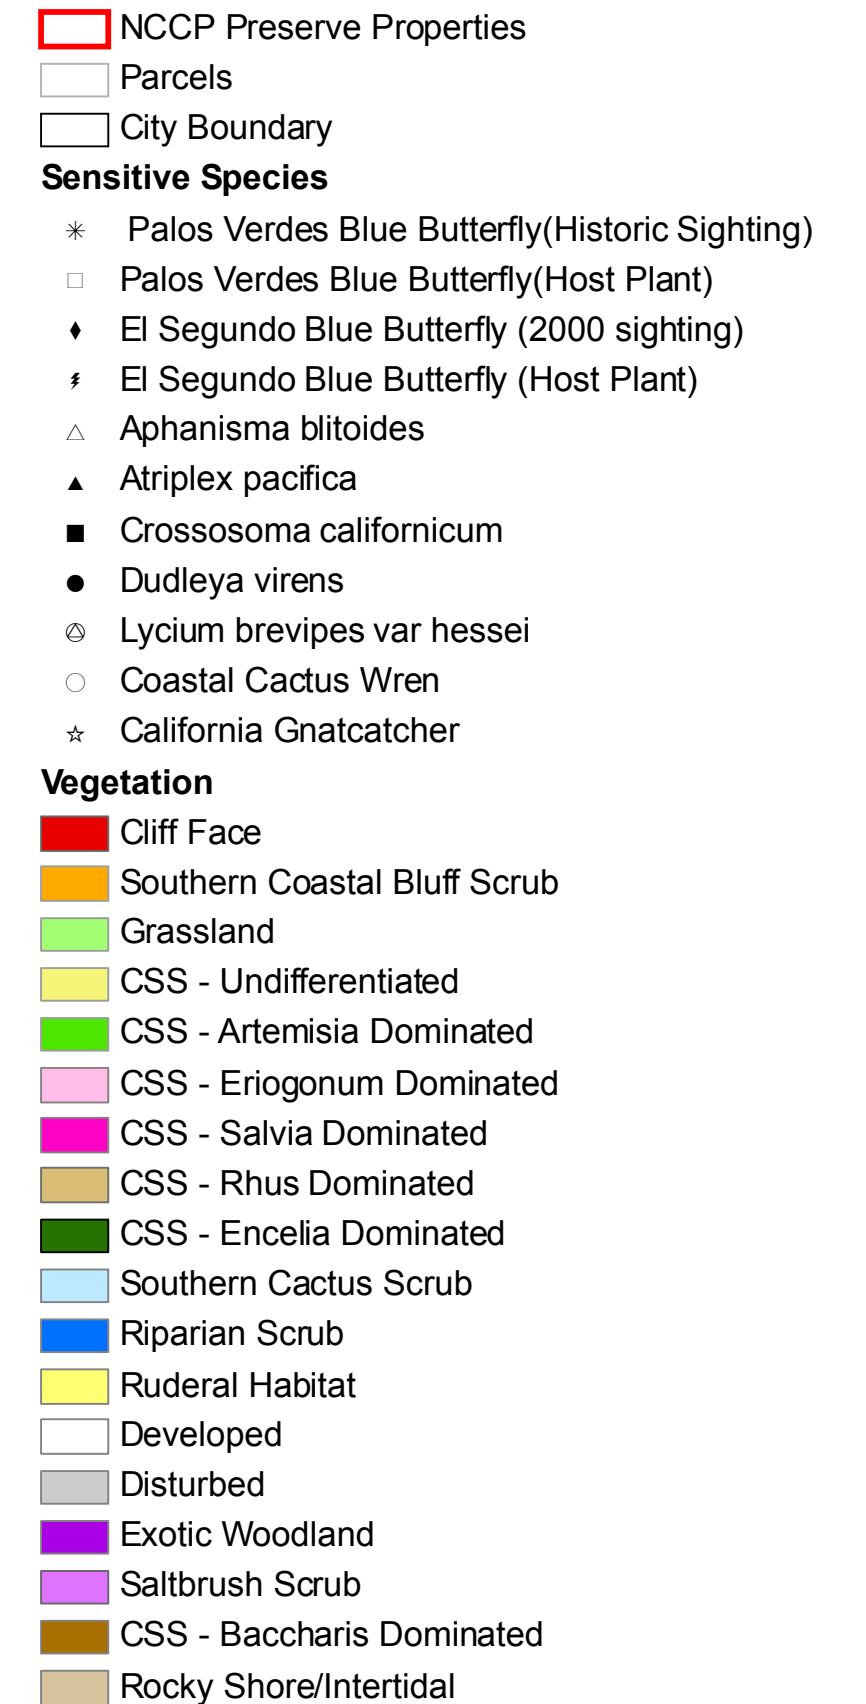 NCCP Preserve Properties
Parcels
City Boundary
Sensitive Species
Palos Verdes Blue Butterfly(Historic Sighting)
Palos Verdes Blue Butterfly(Host Plant)
El Segundo Blue Butterfly (2000 sighting)
El Segundo Blue Butterfly (Host Plant)
Aphanisma blitoides
Atriplex pacifica
Crossosoma californicum
Dudleya virens
Lycium brevipes var hessei
Coastal Cactus Wren
California Gnatcatcher
Vegetation
Cliff Face
Southern Coastal Bluff Scrub
Grassland
CSS - Undifferentiated
CSS - Artemisia Dominated
CSS - Eriogonum Dominated
CSS - Salvia Dominated
CSS - Rhus Dominated
CSS - Encelia Dominated
Southern Cactus Scrub
Riparian Scrub
Ruderal Habitat
Developed
Disturbed
Exotic Woodland
Saltbrush Scrub
CSS - Baccharis Dominated
Rocky Shore/Intertidal